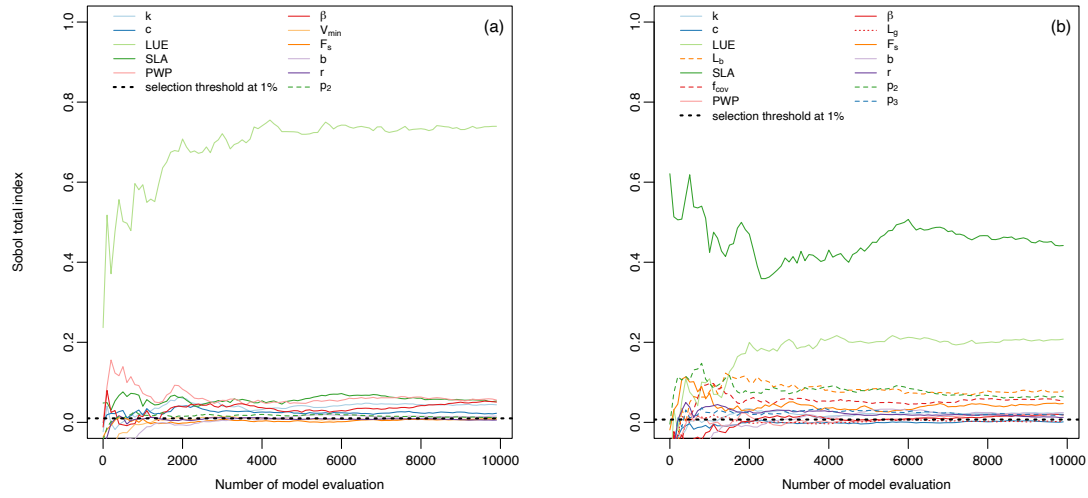 (a)
k
c
LUE
SLA
PWP
selection threshold at 1%
β
Vmin
Fs
b
r
p2
1.0
0.8
0.6
0.4
0.2
0.0
Sobol total index
0 2000 4000 6000 8000 10000
Number of model evaluation
(b)
k
c
LUE
Lb
SLA
fcov
PWP
selection threshold at 1%
β
Lg
Fs
b
r
p2
p3
1.0
0.8
0.6
0.4
0.2
0.0
0 2000 4000 6000 8000 10000
Number of model evaluation